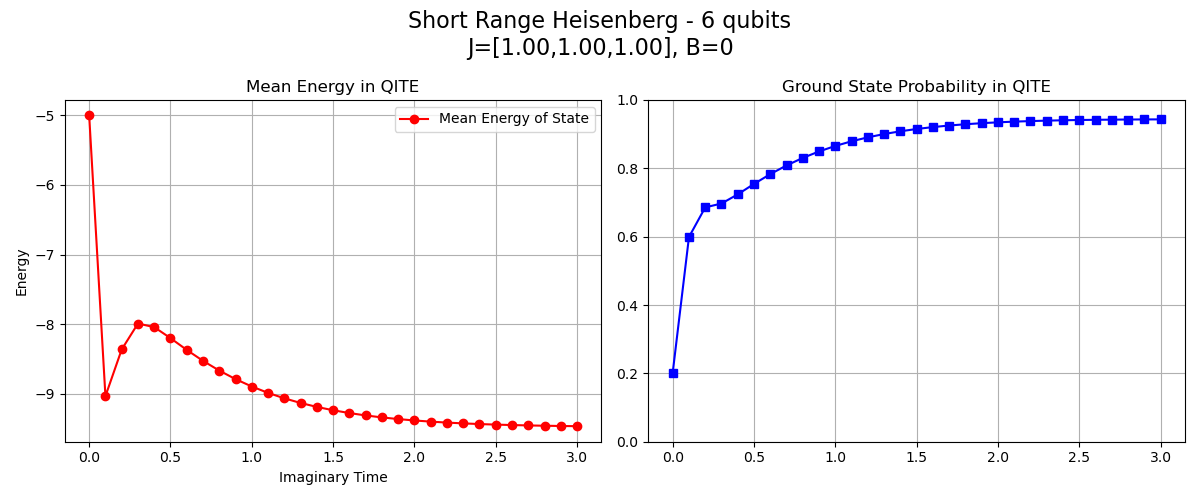 Short Range Heisenberg - 6 qubits
J=[1.00,1.00,1.00], B=0
Mean Energy in QITE
Mean Energy of State
−5
−6
−7
−8
−9
Energy
0.0 0.5 1.0 1.5 2.0 2.5 3.0
Imaginary Time
Ground State Probability in QITE
1.0
0.8
0.6
0.4
0.2
0.0
0.0 0.5 1.0 1.5 2.0 2.5 3.0